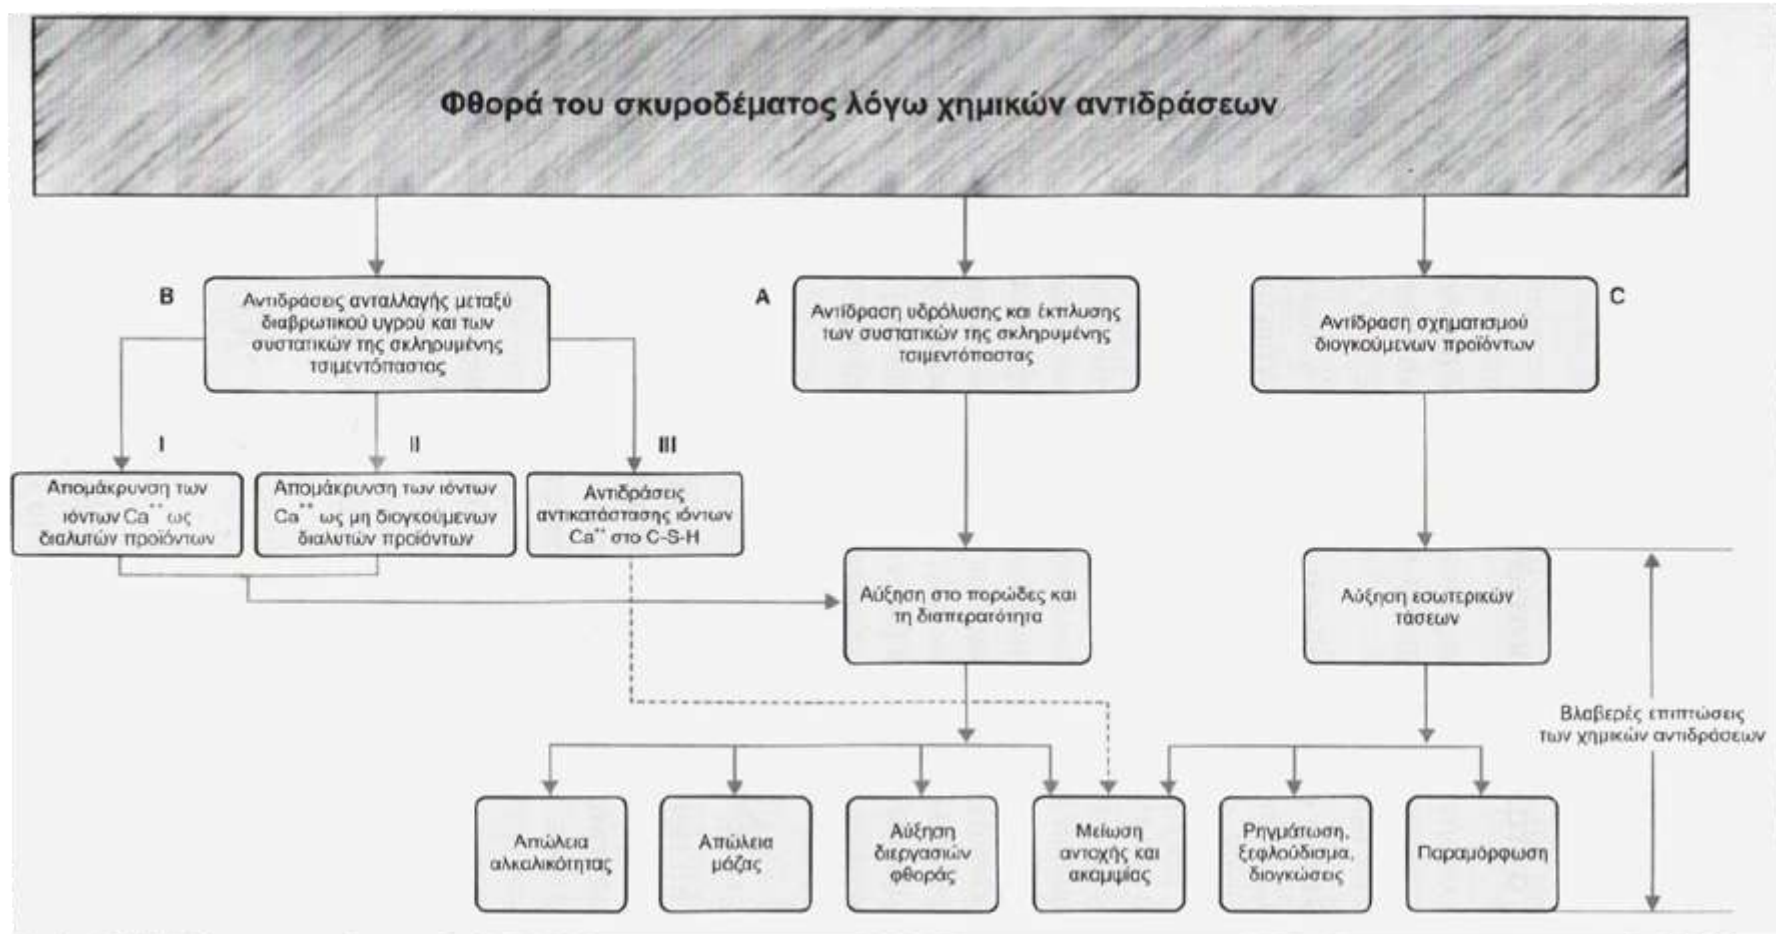 Φθορά του σκυροδέματος λόγω χημικών αντιδράσεων
B
Αντιδράσεις ανταλλαγής μεταξύ
διαβρωτικού υγρού και των
συστατικών της σκληρυμένης
τσιμεντόπαστας
A
Αντίδραση υδρόλυσης και έκπλυσης
των συστατικών της σκληρυμένης
τσιμεντόπαστας
C
Αντίδραση σχηματισμού
διογκούμενων προϊόντων
I
II
III
Απομάκρυνση των
ιόντων Ca⁺⁺ ως
διαλυτών προϊόντων
Απομάκρυνση των ιόντων
Ca⁺⁺ ως μη διογκούμενων
διαλυτών προϊόντων
Αντιδράσεις
αντικατάστασης ιόντων
Ca⁺⁺ στο C-S-H
Αύξηση στο πορώδες και
τη διαπερατότητα
Αύξηση εσωτερικών
τάσεων
Βλαβερές επιπτώσεις
των χημικών αντιδράσεων
Απώλεια
αλκαλικότητας
Απώλεια
μάζας
Αύξηση
διεργασιών
φθοράς
Μείωση
αντοχής και
ακαμψίας
Ρηγμάτωση,
ξεφλούδισμα,
διογκώσεις
Παραμόρφωση